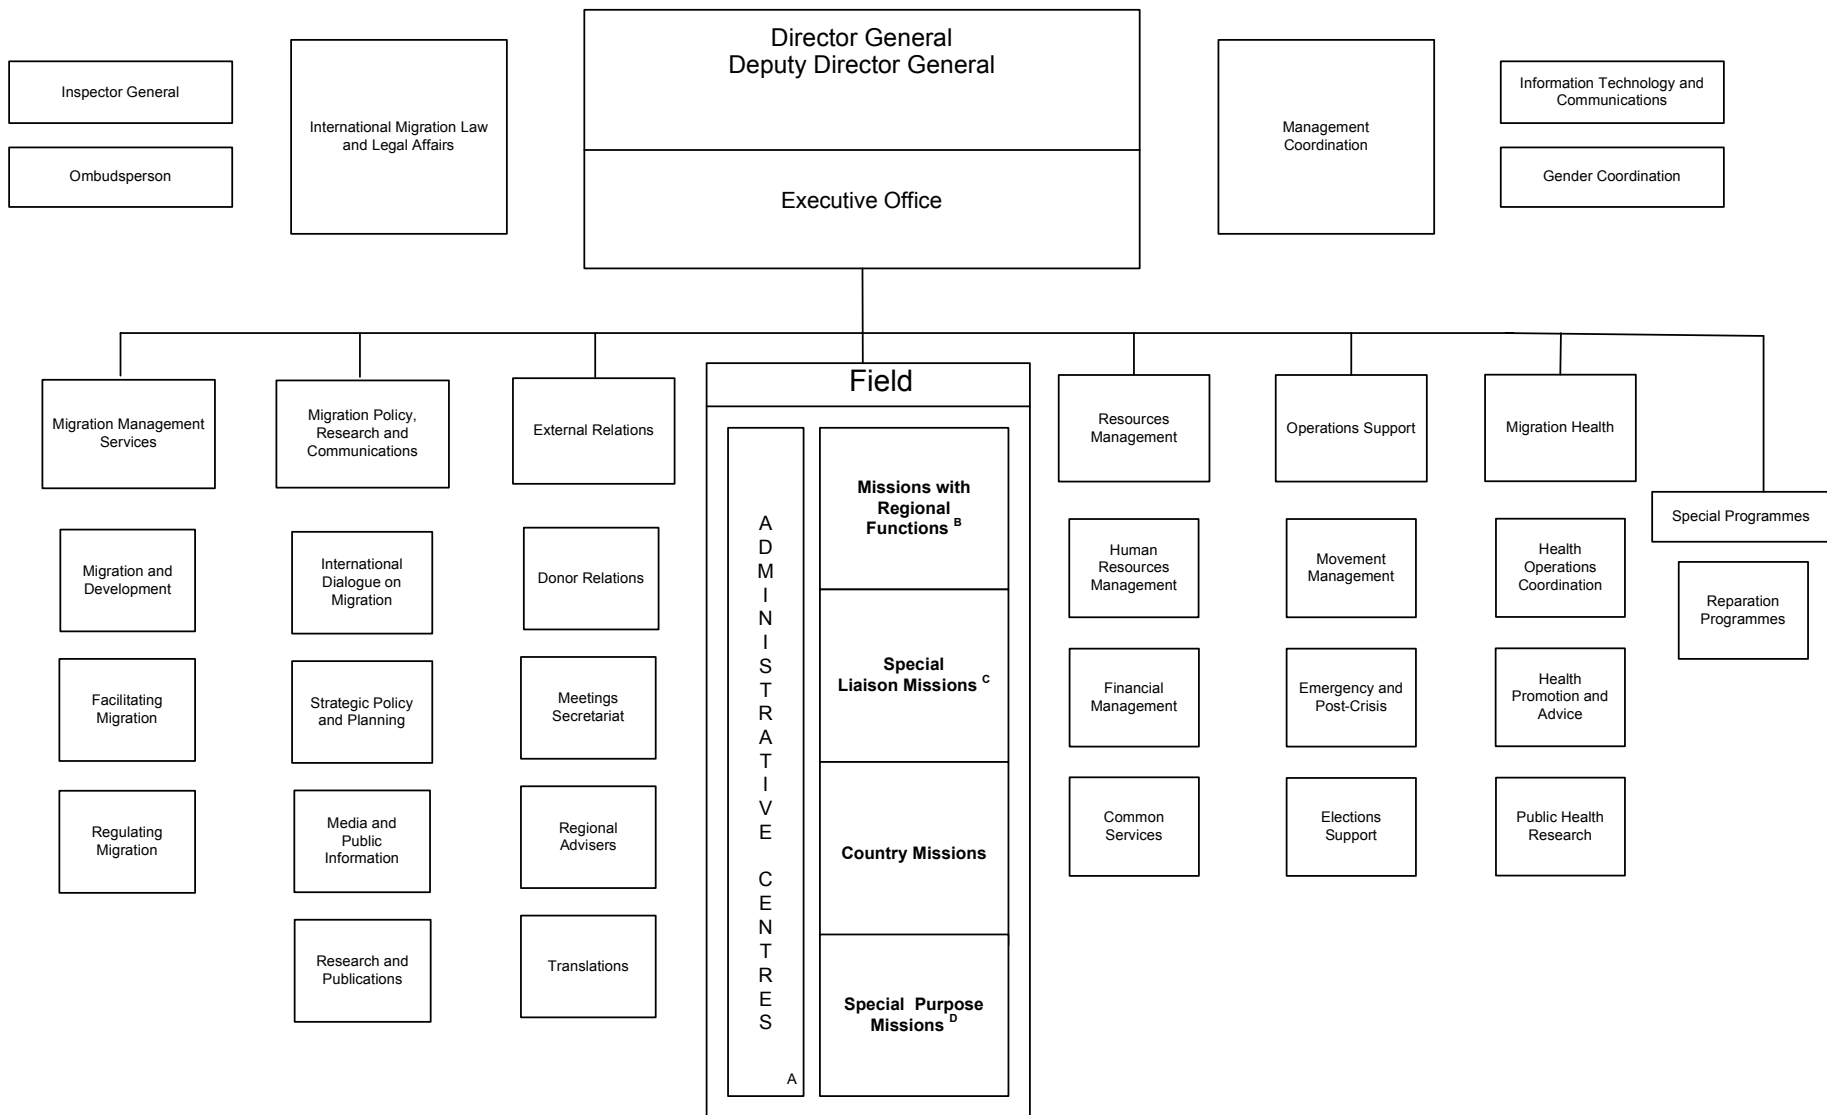 Director General
Deputy Director General
Executive Office
Inspector General
Ombudsperson
International Migration Law
and Legal Affairs
Management
Coordination
Information Technology and
Communications
Gender Coordination
Migration Management
Services
Migration and
Development
Facilitating
Migration
Regulating
Migration
Migration Policy,
Research and
Communications
International
Dialogue on
Migration
Strategic Policy
and Planning
Media and
Public
Information
Research and
Publications
External Relations
Donor Relations
Meetings
Secretariat
Regional
Advisers
Translations
Field
ADMINISTRATIVE CENTRES
A
Missions with
Regional
Functions B
Special
Liaison Missions C
Country Missions
Special Purpose
Missions D
Resources
Management
Human
Resources
Management
Financial
Management
Common
Services
Operations Support
Movement
Management
Emergency and
Post-Crisis
Elections
Support
Migration Health
Health
Operations
Coordination
Health
Promotion and
Advice
Public Health
Research
Special Programmes
Reparation
Programmes